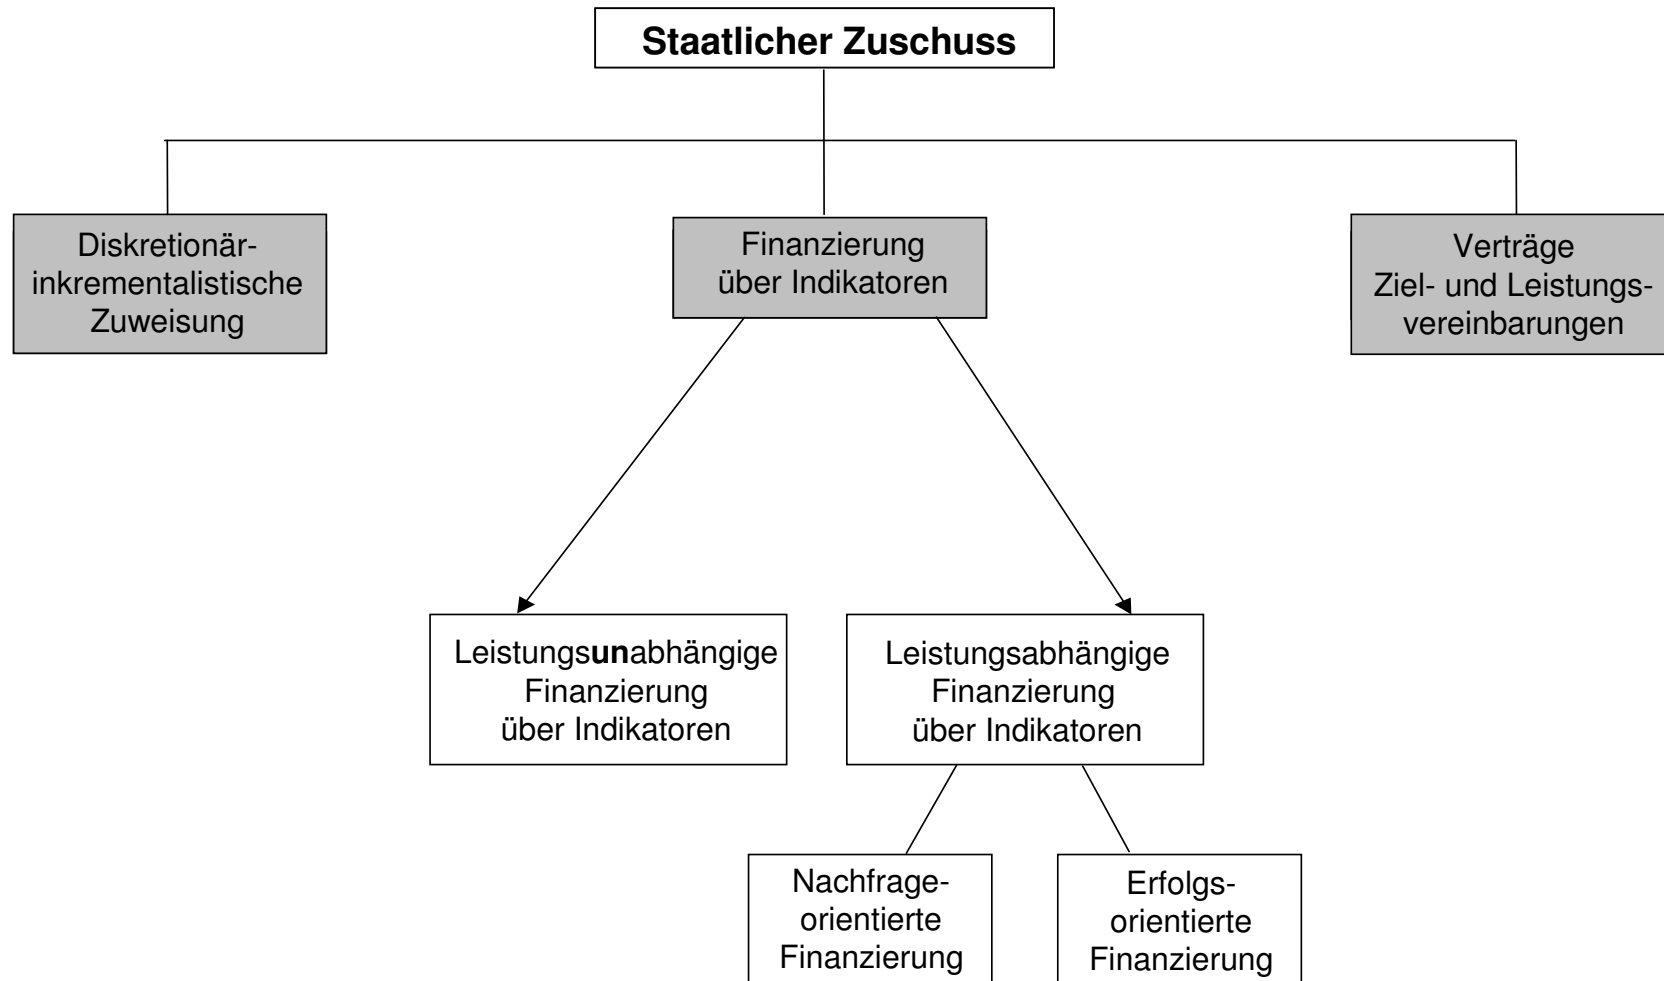 Staatlicher Zuschuss
Diskretionär-
inkrementalistische
Zuweisung
Finanzierung
über Indikatoren
Verträge
Ziel- und Leistungs-
vereinbarungen
Leistungsunabhängige
Finanzierung
über Indikatoren
Leistungsabhängige
Finanzierung
über Indikatoren
Nachfrage-
orientierte
Finanzierung
Erfolgs-
orientierte
Finanzierung